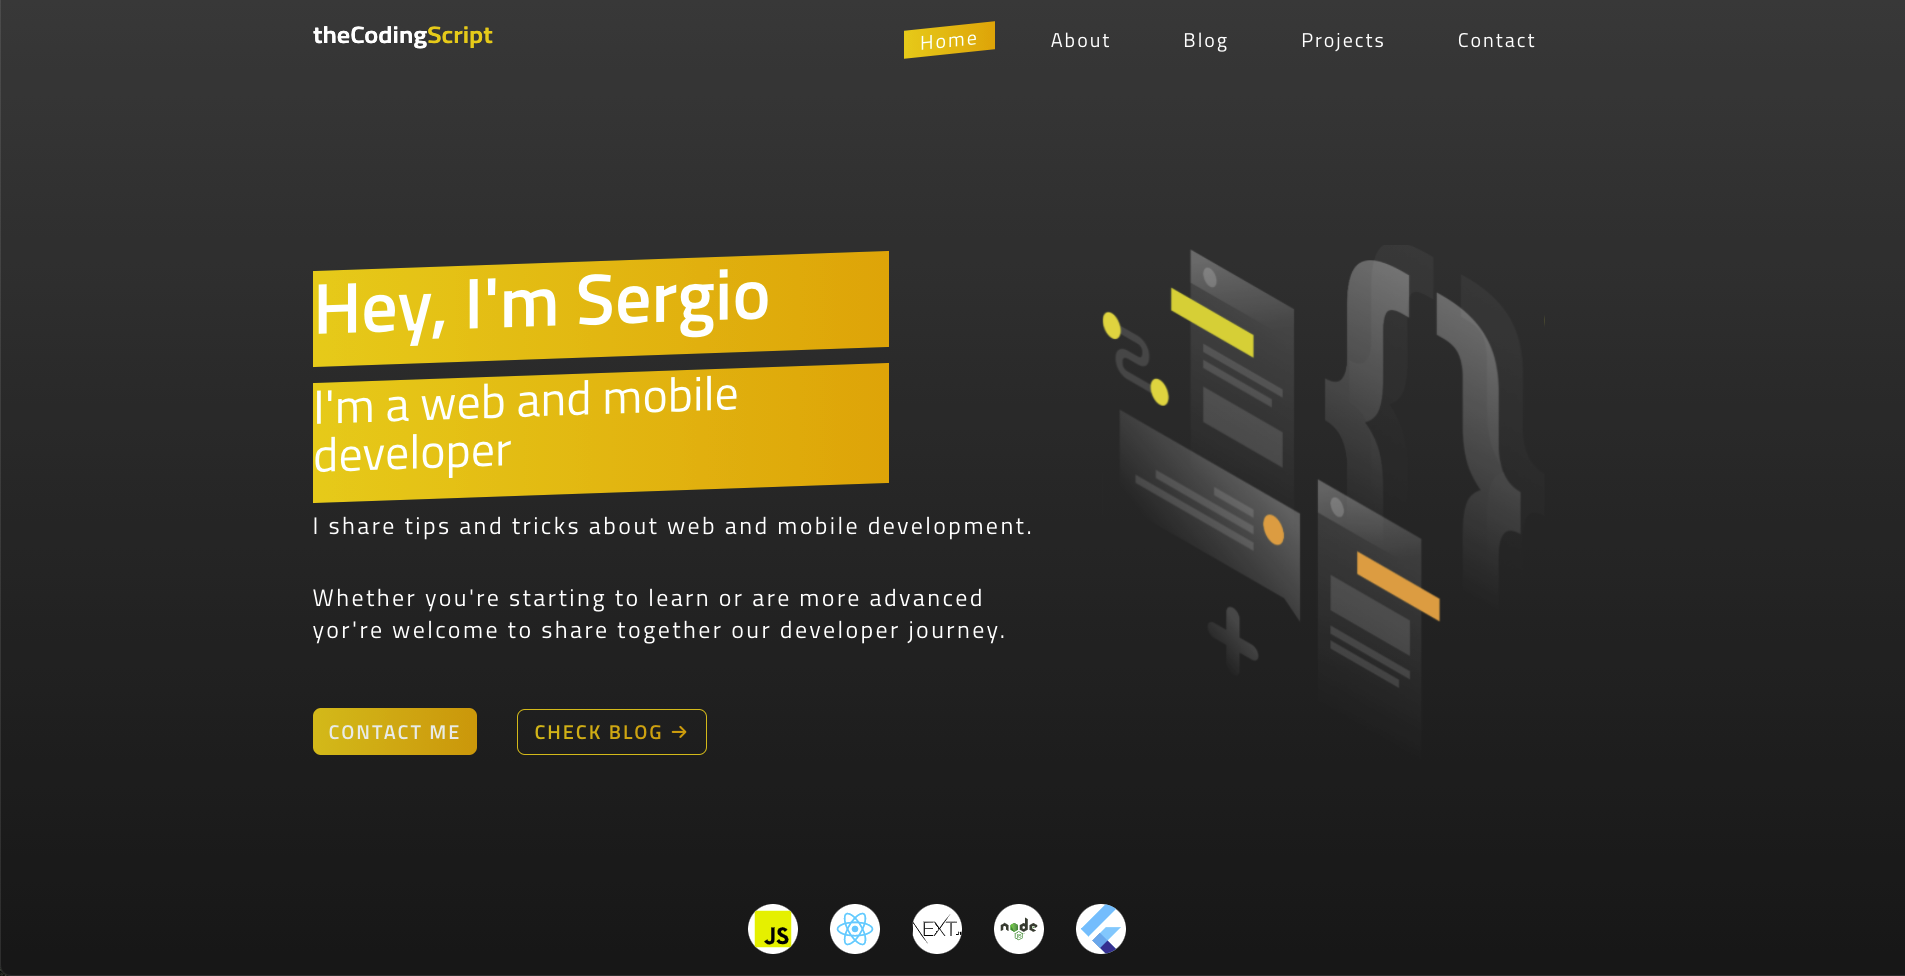 theCodingScript
Home About Blog Projects Contact
Hey, I'm Sergio
I'm a web and mobile
developer
I share tips and tricks about web and mobile development.
Whether you're starting to learn or are more advanced
yor're welcome to share together our developer journey.
CONTACT ME
CHECK BLOG →
{}
JS
NEXT.
node
JS